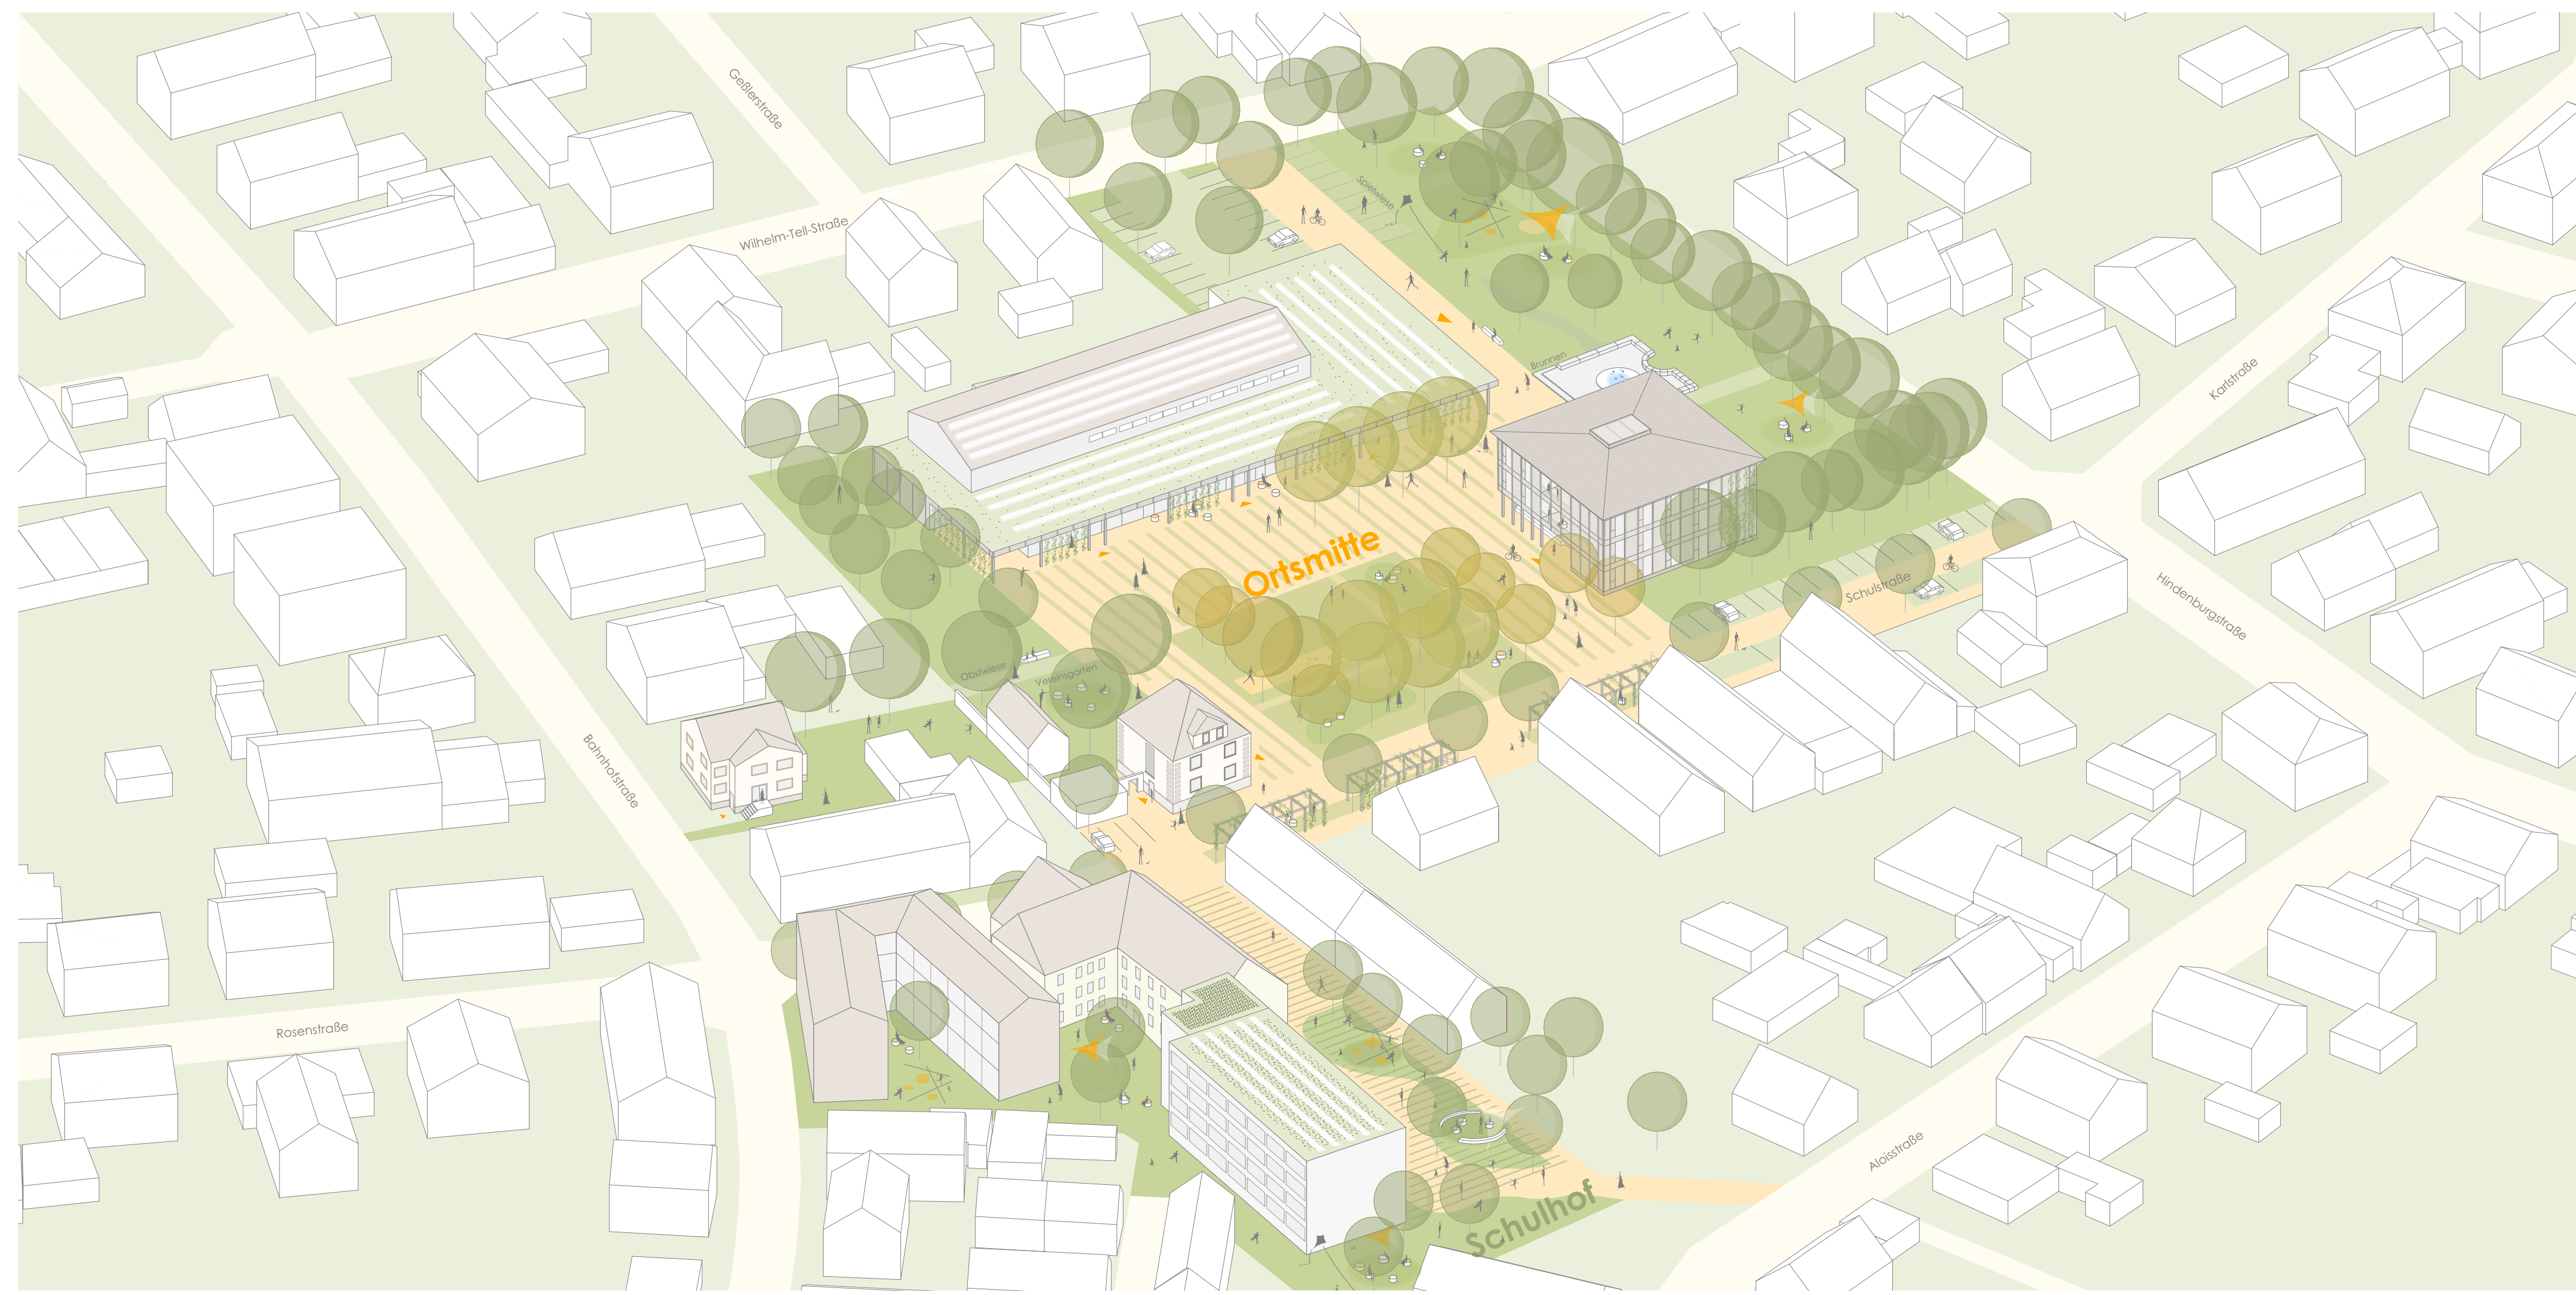 Geßlerstraße
Wilhelm-Tell-Straße
Spielwiese
Brunnen
Karlstraße
Ortsmitte
Schulstraße
Hindenburgstraße
Obstwiese
Vereinsgarten
Bahnhofstraße
Rosenstraße
Aloisstraße
Schulhof